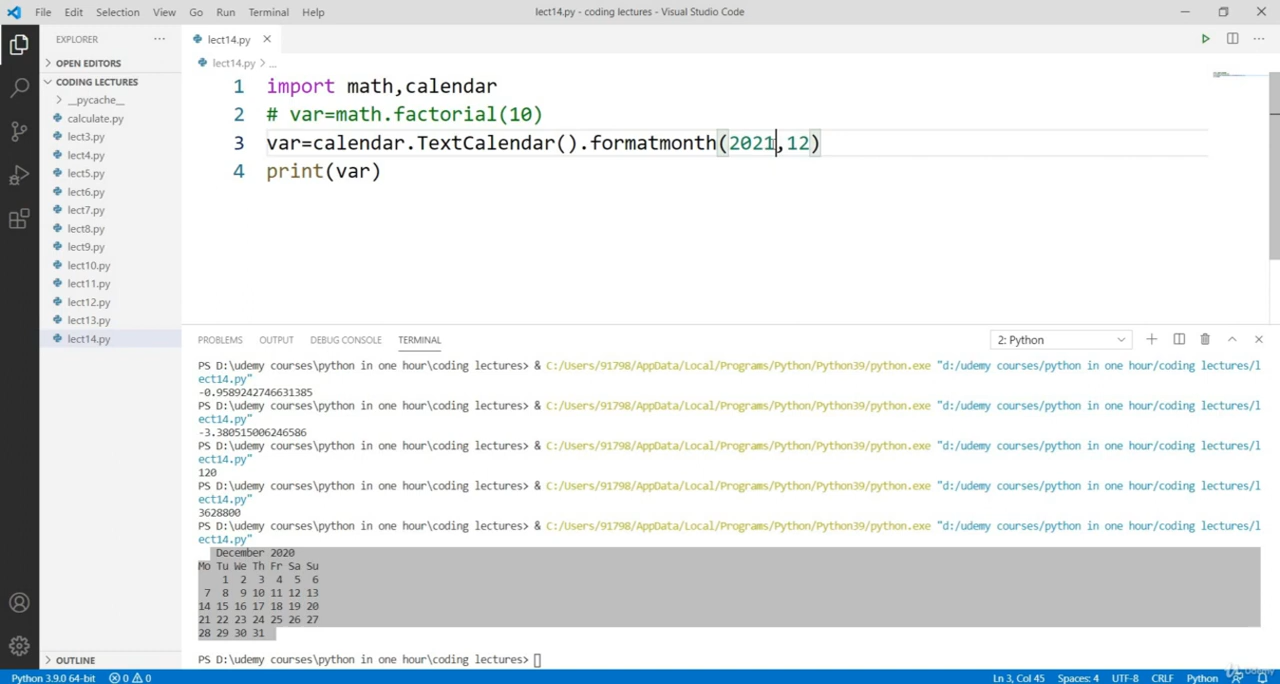 File Edit Selection View Go Run Terminal Help
lect14.py - coding lectures - Visual Studio Code
EXPLORER ···
OPEN EDITORS
CODING LECTURES
__pycache__
calculate.py
lect3.py
lect4.py
lect5.py
lect6.py
lect7.py
lect8.py
lect9.py
lect10.py
lect11.py
lect12.py
lect13.py
lect14.py
OUTLINE
lect14.py
lect14.py > ...
1 import math,calendar
2 # var=math.factorial(10)
3 var=calendar.TextCalendar().formatmonth(2021,12)
4 print(var)
PROBLEMS OUTPUT DEBUG CONSOLE TERMINAL
2: Python
PS D:\udemy courses\python in one hour\coding lectures> & C:/Users/91798/AppData/Local/Programs/Python/Python39/python.exe "d:/udemy courses/python in one hour/coding lectures/l
ect14.py"
-0.9589242746631385
PS D:\udemy courses\python in one hour\coding lectures> & C:/Users/91798/AppData/Local/Programs/Python/Python39/python.exe "d:/udemy courses/python in one hour/coding lectures/l
ect14.py"
-3.380515006246586
PS D:\udemy courses\python in one hour\coding lectures> & C:/Users/91798/AppData/Local/Programs/Python/Python39/python.exe "d:/udemy courses/python in one hour/coding lectures/l
ect14.py"
120
PS D:\udemy courses\python in one hour\coding lectures> & C:/Users/91798/AppData/Local/Programs/Python/Python39/python.exe "d:/udemy courses/python in one hour/coding lectures/l
ect14.py"
3628800
PS D:\udemy courses\python in one hour\coding lectures> & C:/Users/91798/AppData/Local/Programs/Python/Python39/python.exe "d:/udemy courses/python in one hour/coding lectures/l
ect14.py"
December 2020
Mo Tu We Th Fr Sa Su
1 2 3 4 5 6
7 8 9 10 11 12 13
14 15 16 17 18 19 20
21 22 23 24 25 26 27
28 29 30 31
PS D:\udemy courses\python in one hour\coding lectures>
Python 3.9.0 64-bit 0 0 Ln 3, Col 45 Spaces: 4 UTF-8 CRLF Python
Udemy